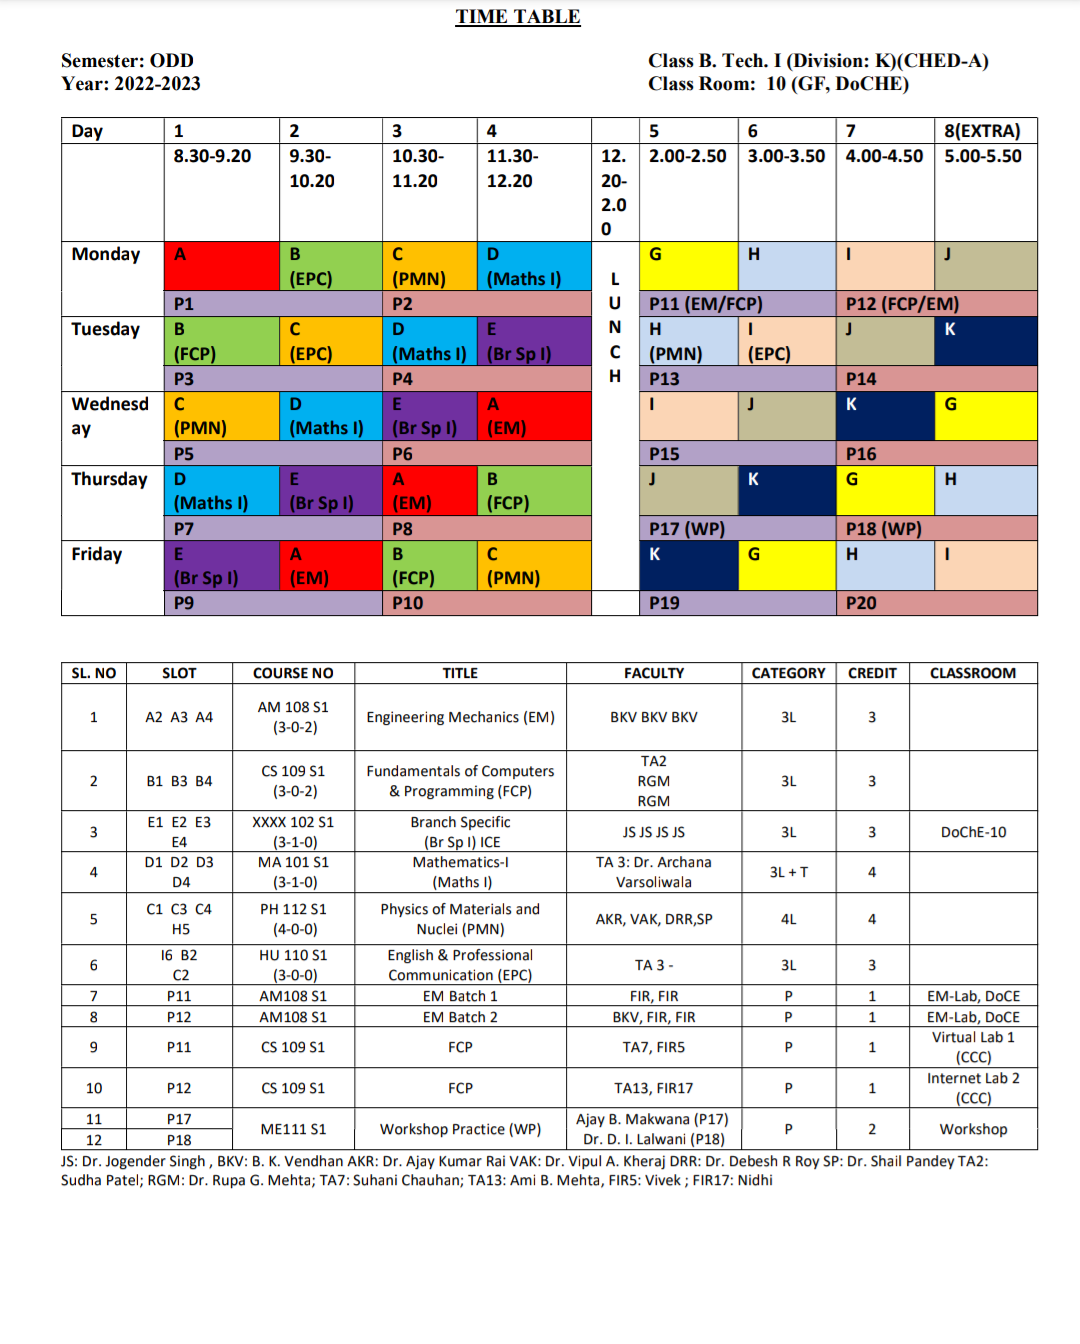 TIME TABLE
Semester: ODD
Class B. Tech. I (Division: K)(CHED-A)
Year: 2022-2023
Class Room: 10 (GF, DoCHE)
Day 1 2 3 4 5 6 7 8(EXTRA)
8.30-9.20 9.30-10.20 10.30-11.20 11.30-12.20 12.20-2.00 2.00-2.50 3.00-3.50 4.00-4.50 5.00-5.50
Monday A B C D G H I J
(EPC) (PMN) (Maths I)
P1 P2 P11 (EM/FCP) P12 (FCP/EM)
LUNCH
Tuesday B C D E H I J K
(FCP) (EPC) (Maths I) (Br Sp I) (PMN) (EPC)
P3 P4 P13 P14
Wednesday C D E A I J K G
(PMN) (Maths I) (Br Sp I) (EM)
P5 P6 P15 P16
Thursday D E A B J K G H
(Maths I) (Br Sp I) (EM) (FCP)
P7 P8 P17 (WP) P18 (WP)
Friday E A B C K G H I
(Br Sp I) (EM) (FCP) (PMN)
P9 P10 P19 P20
SL. NO SLOT COURSE NO TITLE FACULTY CATEGORY CREDIT CLASSROOM
1 A2 A3 A4 AM 108 S1 (3-0-2) Engineering Mechanics (EM) BKV BKV BKV 3L 3
2 B1 B3 B4 CS 109 S1 (3-0-2) Fundamentals of Computers & Programming (FCP) TA2 RGM RGM 3L 3
3 E1 E2 E3 E4 XXXX 102 S1 (3-1-0) Branch Specific (Br Sp I) ICE JS JS JS JS 3L 3 DoChE-10
4 D1 D2 D3 D4 MA 101 S1 (3-1-0) Mathematics-I (Maths I) TA 3: Dr. Archana Varsoliwala 3L + T 4
5 C1 C3 C4 H5 PH 112 S1 (4-0-0) Physics of Materials and Nuclei (PMN) AKR, VAK, DRR,SP 4L 4
6 I6 B2 C2 HU 110 S1 (3-0-0) English & Professional Communication (EPC) TA 3 - 3L 3
7 P11 AM108 S1 EM Batch 1 FIR, FIR P 1 EM-Lab, DoCE
8 P12 AM108 S1 EM Batch 2 BKV, FIR, FIR P 1 EM-Lab, DoCE
9 P11 CS 109 S1 FCP TA7, FIR5 P 1 Virtual Lab 1 (CCC)
10 P12 CS 109 S1 FCP TA13, FIR17 P 1 Internet Lab 2 (CCC)
11 P17 ME111 S1 Workshop Practice (WP) Ajay B. Makwana (P17) P 2 Workshop
12 P18 Dr. D. I. Lalwani (P18)
JS: Dr. Jogender Singh , BKV: B. K. Vendhan AKR: Dr. Ajay Kumar Rai VAK: Dr. Vipul A. Kheraj DRR: Dr. Debesh R Roy SP: Dr. Shail Pandey TA2:
Sudha Patel; RGM: Dr. Rupa G. Mehta; TA7: Suhani Chauhan; TA13: Ami B. Mehta, FIR5: Vivek ; FIR17: Nidhi